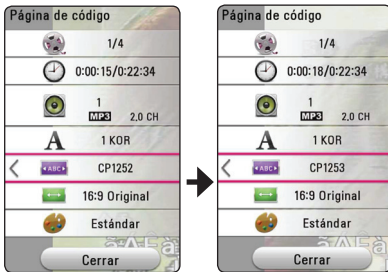 Página de código
1/4
0:00:15/0:22:34
1
MP3 2,0 CH
A 1 KOR
ABC CP1252
16:9 Original
Estándar
Cerrar
Página de código
1/4
0:00:18/0:22:34
1
MP3 2,0 CH
A 1 KOR
ABC CP1253
16:9 Original
Estándar
Cerrar